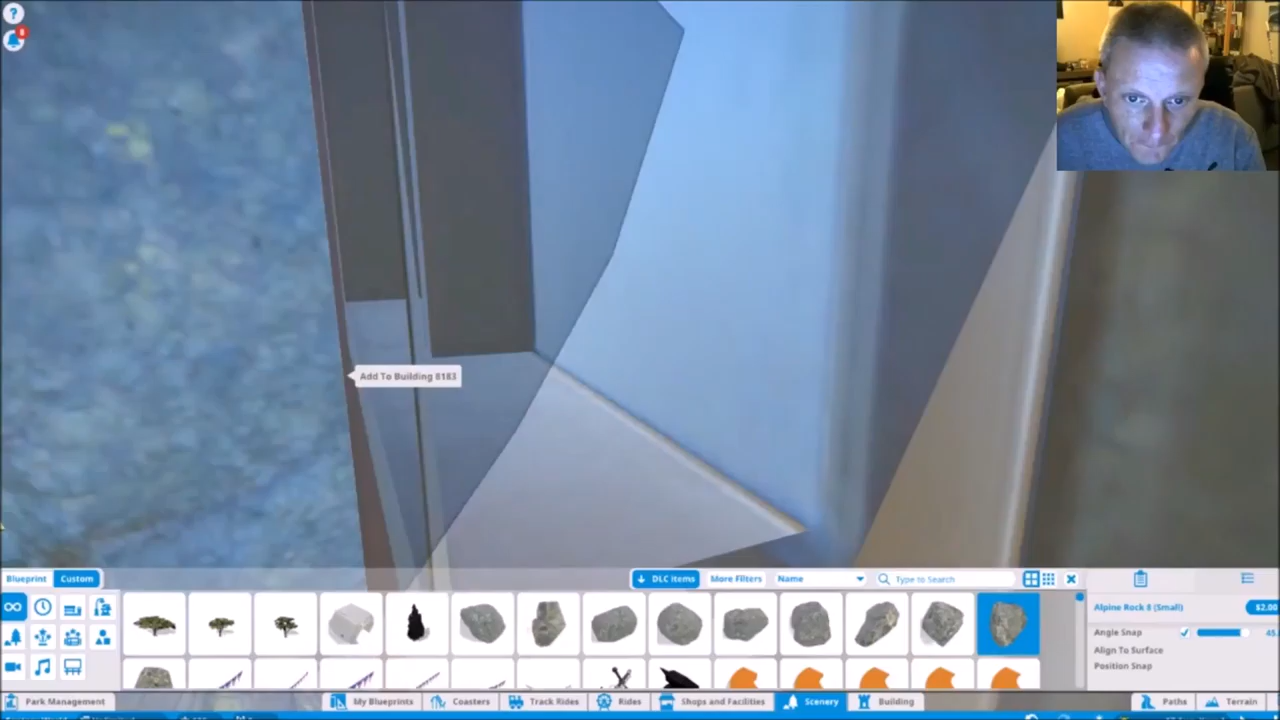 ?
8
Add To Building 8183
Blueprint Custom
DLC Items More Filters Name Type to Search
Alpine Rock 8 (Small) $2.00
Angle Snap 45
Align To Surface
Position Snap
Park Management My Blueprints Coasters Track Rides Rides Shops and Facilities Scenery Building Paths Terrain